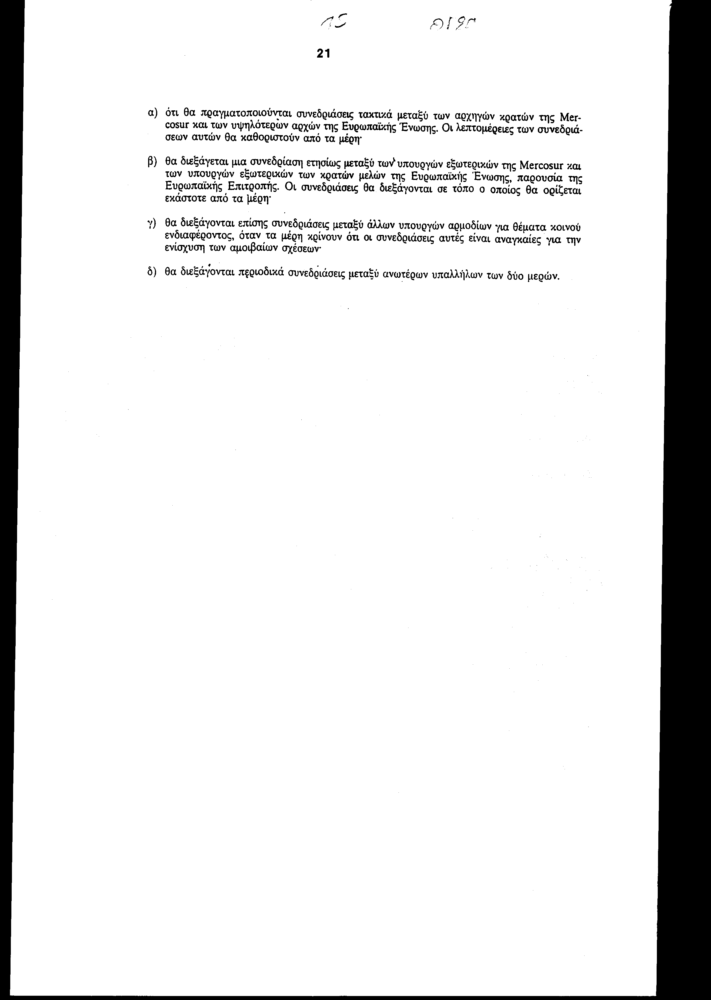 15
21
α) ότι θα πραγματοποιούνται συνεδριάσεις τακτικά μεταξύ των αρχηγών κρατών της Mer-
cosur και των υψηλότερων αρχών της Ευρωπαϊκής Ένωσης. Οι λεπτομέρειες των συνεδριά-
σεων αυτών θα καθοριστούν από τα μέρη·
β) θα διεξάγεται μια συνεδρίαση ετησίως μεταξύ των υπουργών εξωτερικών της Mercosur και
των υπουργών εξωτερικών των κρατών μελών της Ευρωπαϊκής Ένωσης, παρουσία της
Ευρωπαϊκής Επιτροπής. Οι συνεδριάσεις θα διεξάγονται σε τόπο ο οποίος θα ορίζεται
εκάστοτε από τα μέρη·
γ) θα διεξάγονται επίσης συνεδριάσεις μεταξύ άλλων υπουργών αρμοδίων για θέματα κοινού
ενδιαφέροντος, όταν τα μέρη κρίνουν ότι οι συνεδριάσεις αυτές είναι αναγκαίες για την
ενίσχυση των αμοιβαίων σχέσεων·
δ) θα διεξάγονται περιοδικά συνεδριάσεις μεταξύ ανωτέρων υπαλλήλων των δύο μερών.